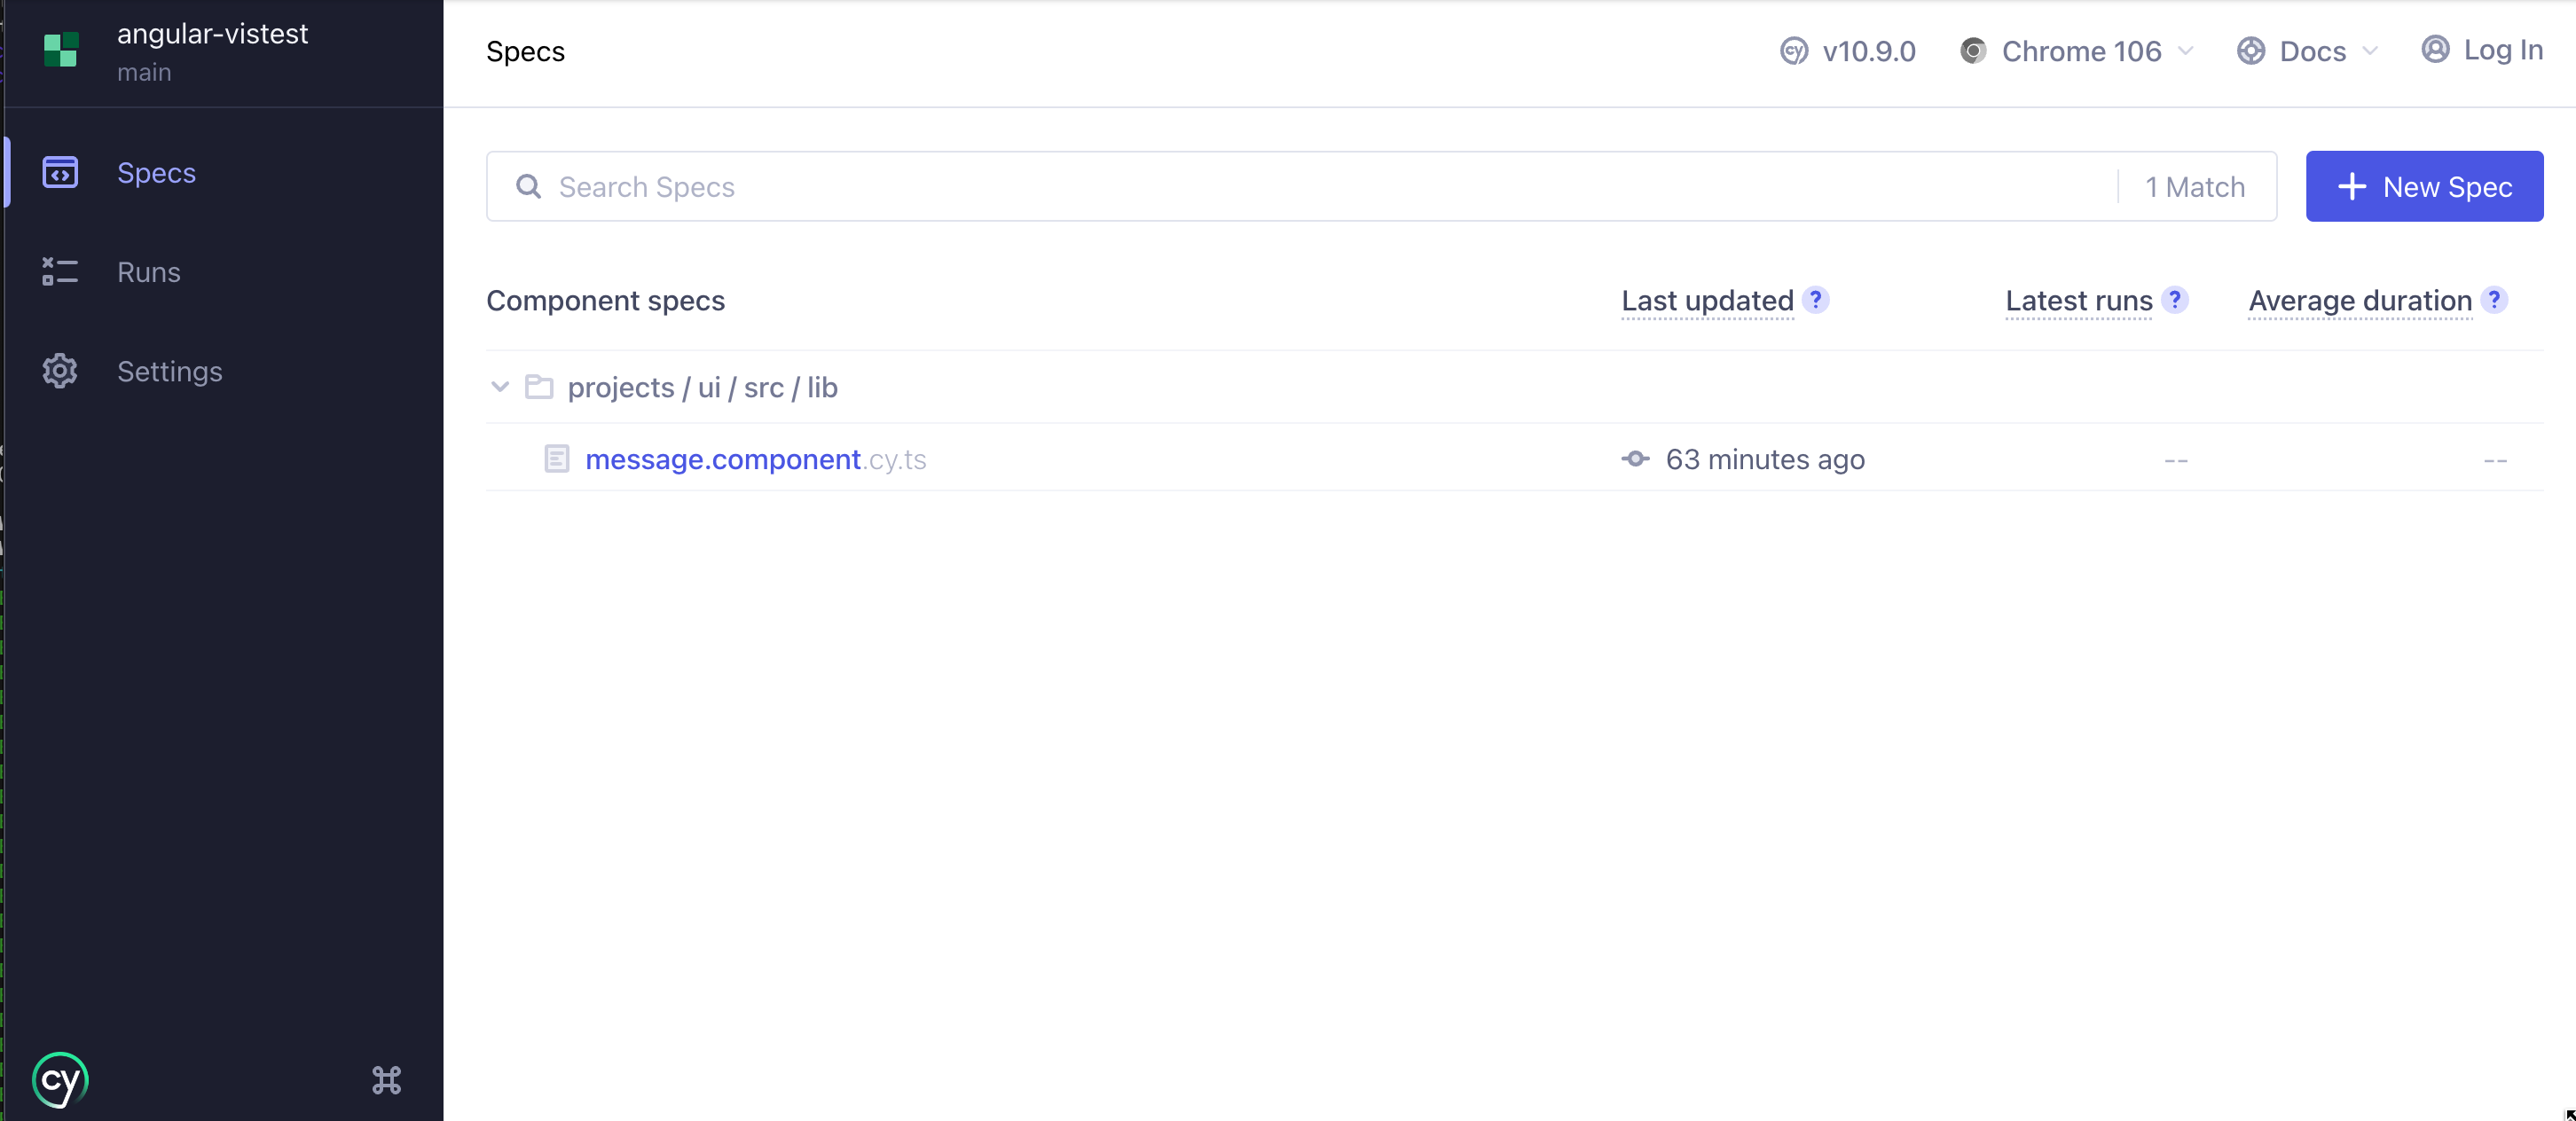 angular-vistest
main
Specs
Runs
Settings
cy
Specs
cy v10.9.0 Chrome 106 Docs Log In
Search Specs 1 Match New Spec
Component specs Last updated ? Latest runs ? Average duration ?
projects / ui / src / lib
message.component.cy.ts 63 minutes ago -- --